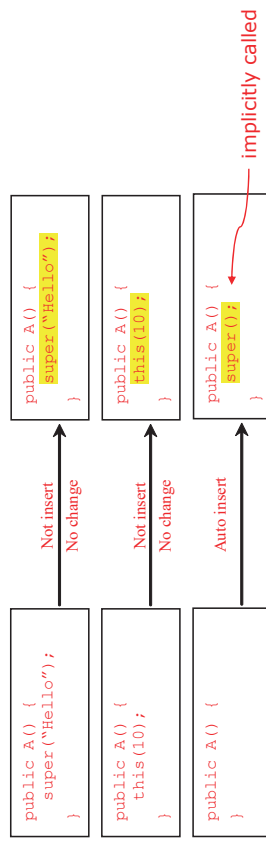 public A() {
super("Hello");
}
Not insert
No change
public A() {
super("Hello");
}
public A() {
this(10);
}
Not insert
No change
public A() {
this(10);
}
public A() {
}
Auto insert
public A() {
super();
}
implicitly called